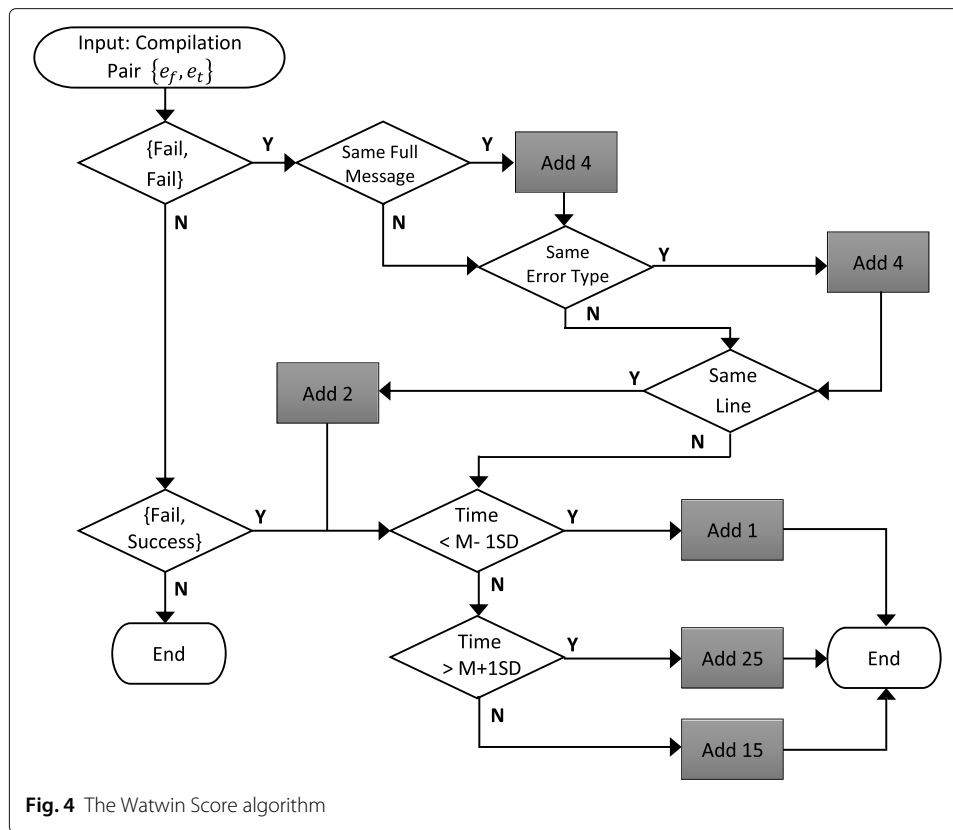 Input: Compilation
Pair {e_f, e_t}
{Fail,
Fail}
Y
Same Full
Message
Y
Add 4
N
N
Same
Error Type
Y
Add 4
N
Same
Line
Y
Add 2
N
{Fail,
Success}
Y
Time
< M- 1SD
Y
Add 1
N
N
End
Time
> M+1SD
Y
Add 25
End
N
Add 15
Fig. 4 The Watwin Score algorithm